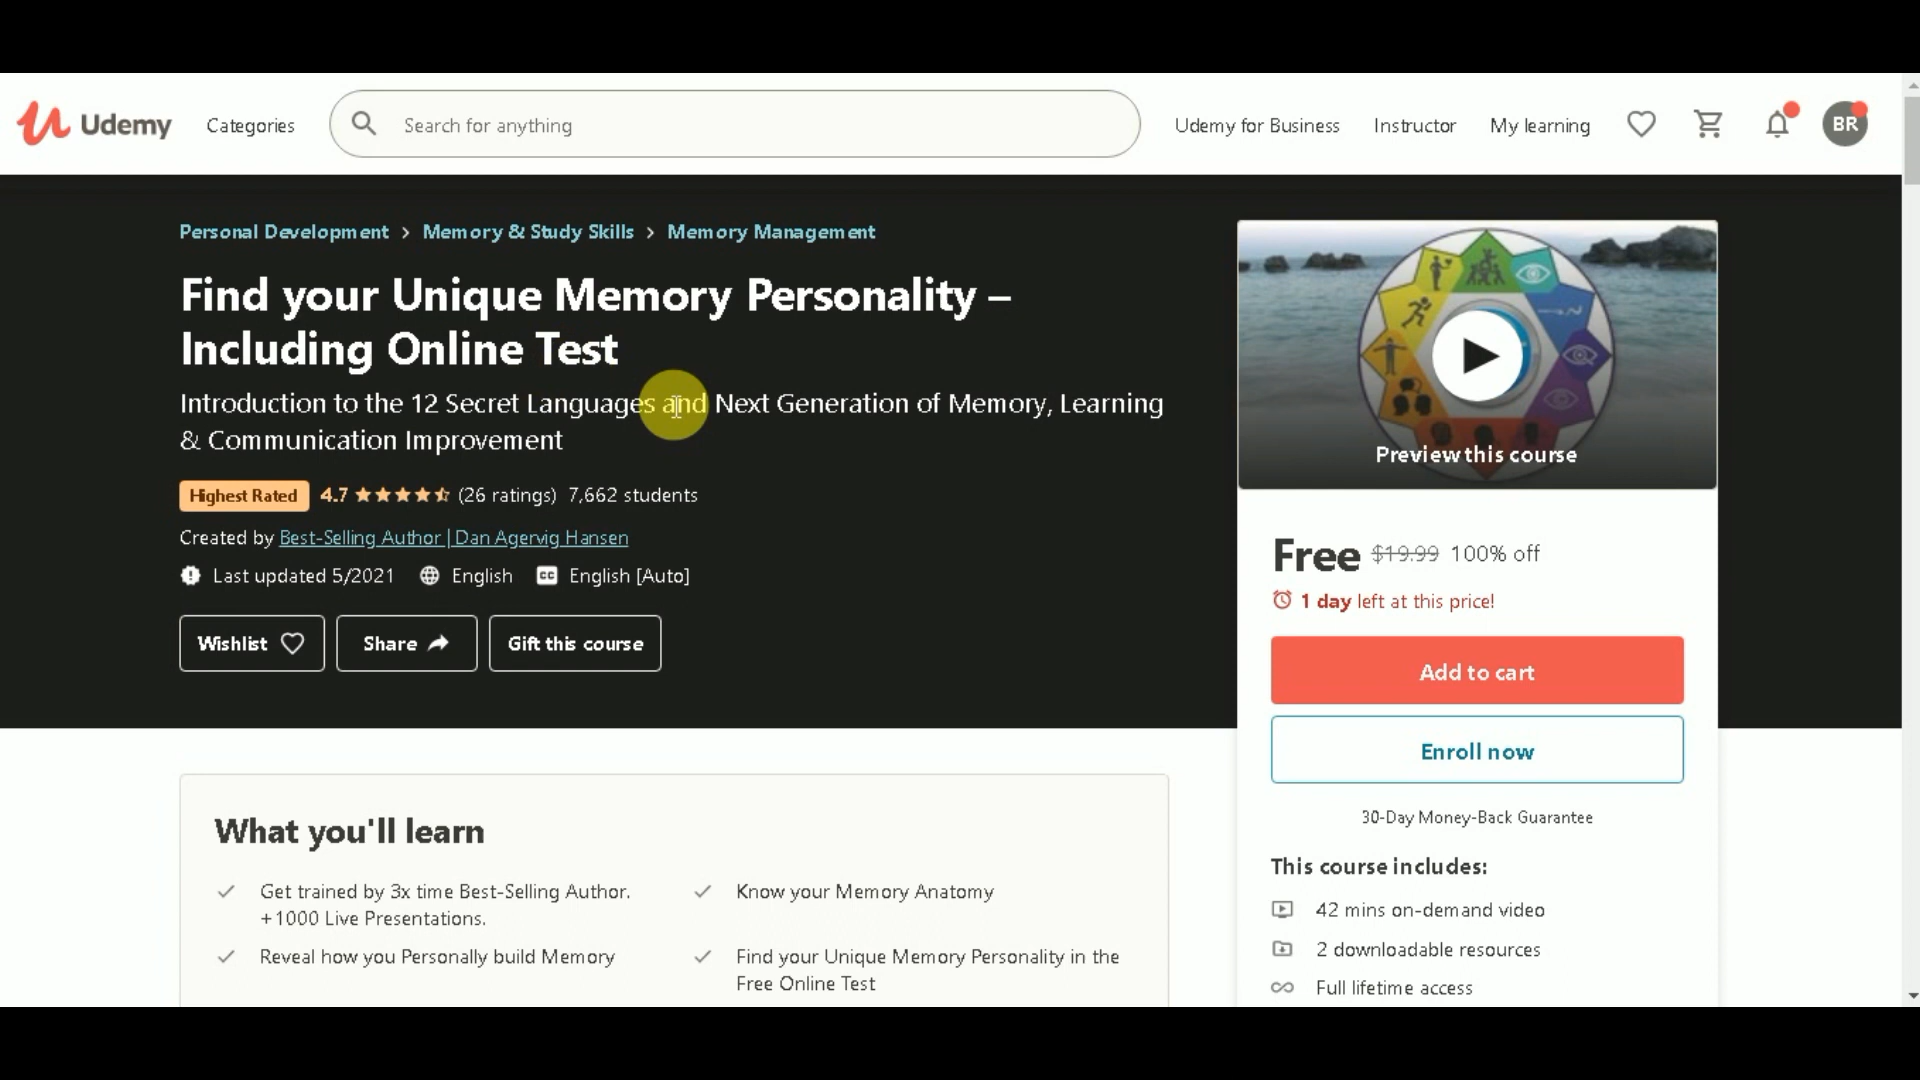 Udemy
Categories
Search for anything
Udemy for Business
Instructor
My learning
BR
Personal Development > Memory & Study Skills > Memory Management
Find your Unique Memory Personality –
Including Online Test
Introduction to the 12 Secret Languages and Next Generation of Memory, Learning
& Communication Improvement
Highest Rated 4.7 (26 ratings) 7,662 students
Created by Best-Selling Author | Dan Agervig Hansen
Last updated 5/2021 English CC English [Auto]
Wishlist
Share
Gift this course
Preview this course
Free $19.99 100% off
1 day left at this price!
Add to cart
Enroll now
30-Day Money-Back Guarantee
This course includes:
42 mins on-demand video
2 downloadable resources
Full lifetime access
What you'll learn
Get trained by 3x time Best-Selling Author.
+1000 Live Presentations.
Know your Memory Anatomy
Reveal how you Personally build Memory
Find your Unique Memory Personality in the
Free Online Test